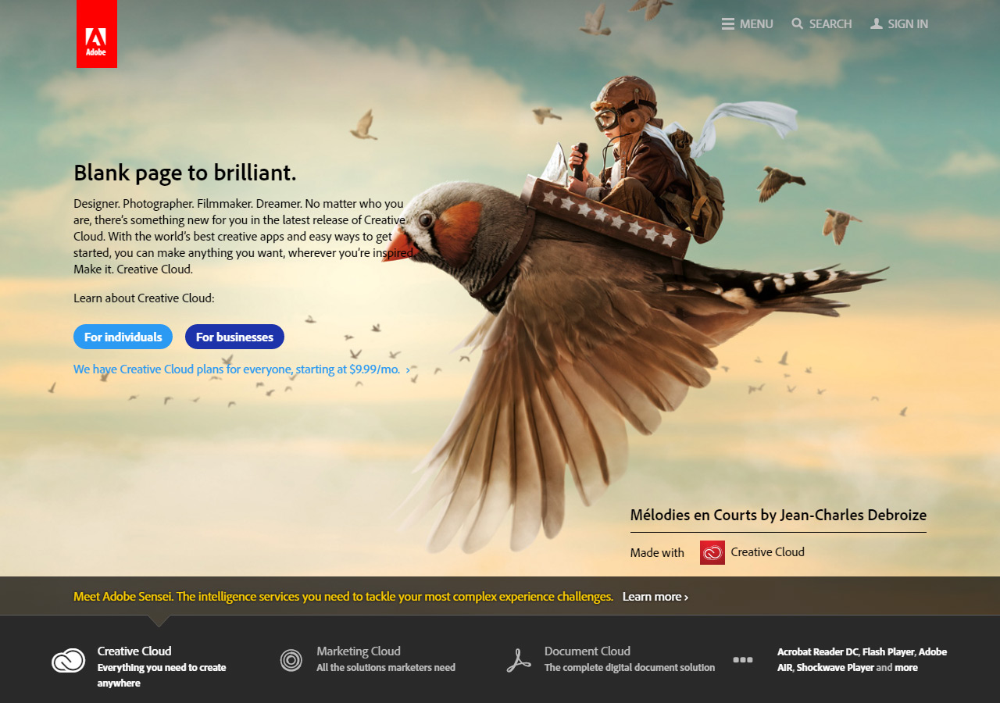 Adobe
MENU
SEARCH
SIGN IN
Blank page to brilliant.
Designer. Photographer. Filmmaker. Dreamer. No matter who you
are, there's something new for you in the latest release of Creative
Cloud. With the world's best creative apps and easy ways to get
started, you can make anything you want, wherever you're inspired.
Make it. Creative Cloud.
Learn about Creative Cloud:
For individuals
For businesses
We have Creative Cloud plans for everyone, starting at $9.99/mo. ›
Mélodies en Courts by Jean-Charles Debroize
Made with
Creative Cloud
Meet Adobe Sensei. The intelligence services you need to tackle your most complex experience challenges. Learn more ›
Creative Cloud
Everything you need to create
anywhere
Marketing Cloud
All the solutions marketers need
Document Cloud
The complete digital document solution
Acrobat Reader DC, Flash Player, Adobe
AIR, Shockwave Player and more